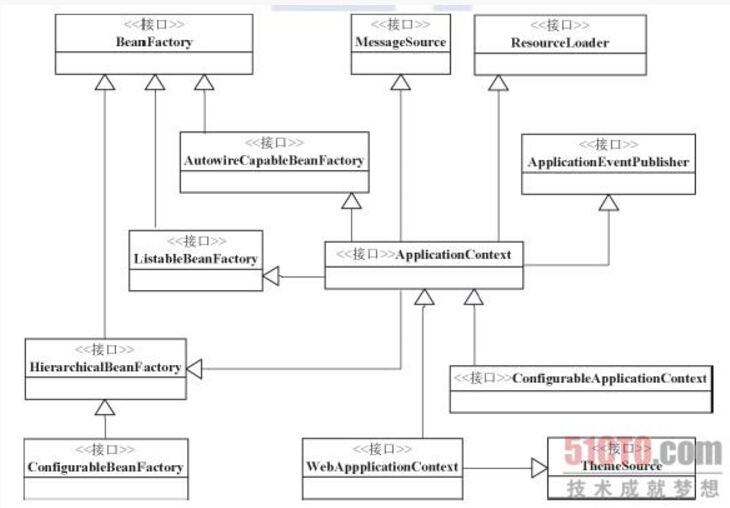 <<接口>>
BeanFactory
<<接口>>
MessageSource
<<接口>>
ResourceLoader
<<接口>>
AutowireCapableBeanFactory
<<接口>>
ApplicationEventPublisher
<<接口>>
ListableBeanFactory
<<接口>>ApplicationContext
<<接口>>
HierarchicalBeanFactory
<<接口>>ConfigurableApplicationContext
<<接口>>
ConfigurableBeanFactory
<<接口>>
WebAppplicationContext
<<接口>>
ThemeSource
51CTO.com
技术成就梦想